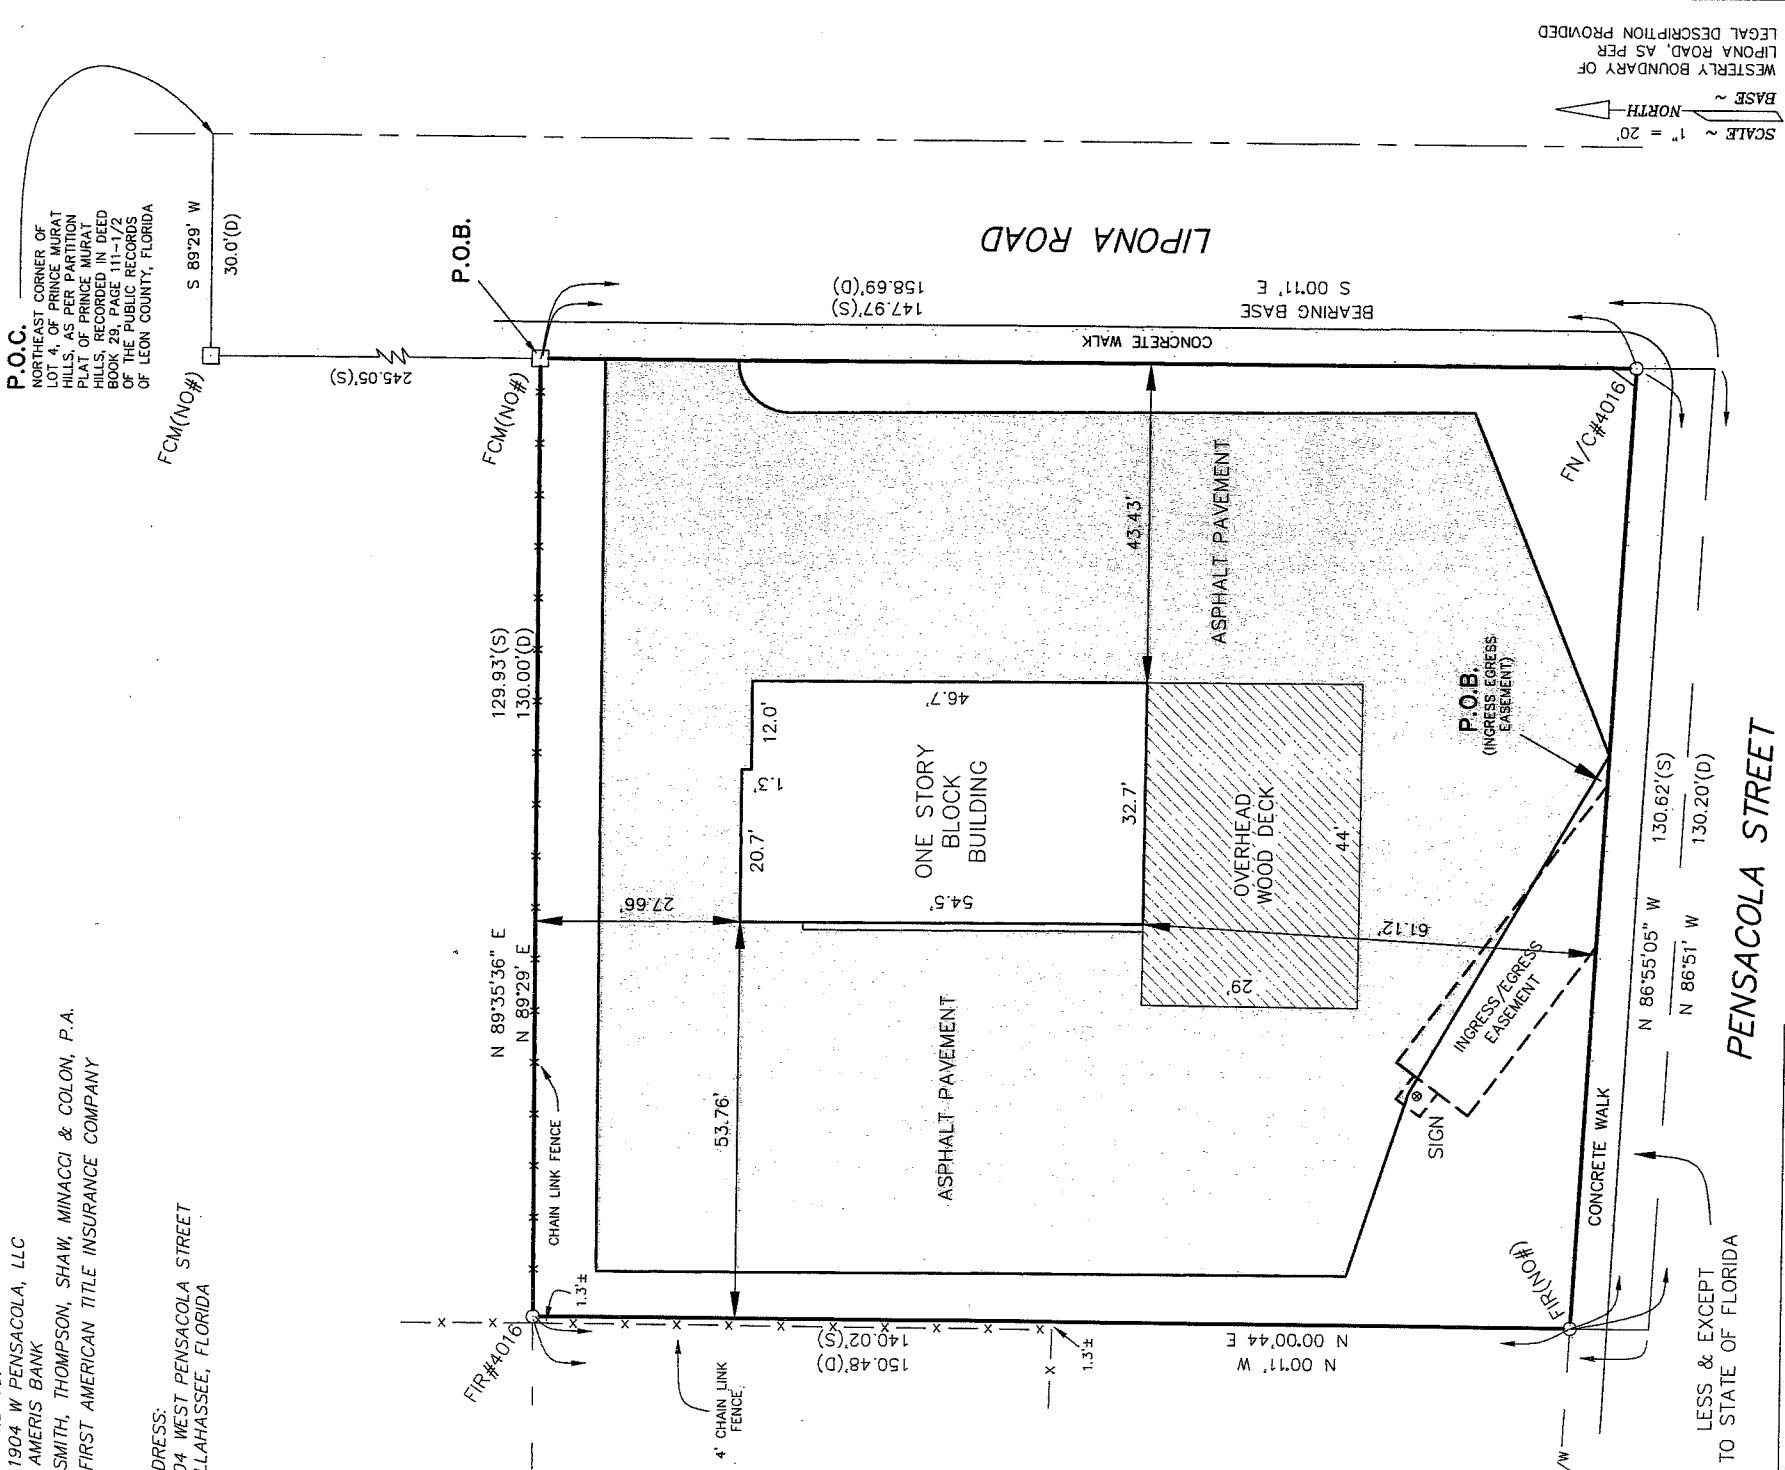 P.O.C.
NORTHEAST CORNER OF
LOT 4, OF PRINCE MURAT
HILLS, AS PER PARTITION
PLAT OF PRINCE MURAT
HILLS, RECORDED IN DEED
BOOK 29, PAGE 111-1/2
OF THE PUBLIC RECORDS
OF LEON COUNTY, FLORIDA
S 89°29' W
30.0'(D)
FCM(NO#)
245.05'(S)
P.O.B.
FCM(NO#)
SCALE ~ 1" = 20'
NORTH
BASE ~
WESTERLY BOUNDARY OF
LIPONA ROAD, AS PER
LEGAL DESCRIPTION PROVIDED
LIPONA ROAD
BEARING BASE
S 00°11' E
147.97'(S)
158.69'(D)
CONCRETE WALK
FN/C#4016
43.43'
ASPHALT PAVEMENT
129.93'(S)
130.00'(D)
N 89°35'36" E
N 89°29' E
12.0'
1.3'
20.7'
46.7'
ONE STORY
BLOCK
BUILDING
54.5'
32.7'
27.66'
OVERHEAD
WOOD DECK
44'
29'
61.12'
P.O.B.
(INGRESS EGRESS
EASEMENT)
INGRESS/EGRESS
EASEMENT
SIGN
53.76'
ASPHALT PAVEMENT
CHAIN LINK FENCE
1.3'±
FIR#4016
4' CHAIN LINK
FENCE
140.02'(S)
150.48'(D)
1.3'±
N 00°00'44 E
N 00°11' W
FIR(NO#)
CONCRETE WALK
130.62'(S)
130.20'(D)
N 86°55'05" W
N 86°51' W
PENSACOLA STREET
LESS & EXCEPT
TO STATE OF FLORIDA
/W
1904 W PENSACOLA, LLC
AMERIS BANK
SMITH, THOMPSON, SHAW, MINACCI & COLON, P.A.
FIRST AMERICAN TITLE INSURANCE COMPANY
DRESS:
04 WEST PENSACOLA STREET
LLAHASSEE, FLORIDA